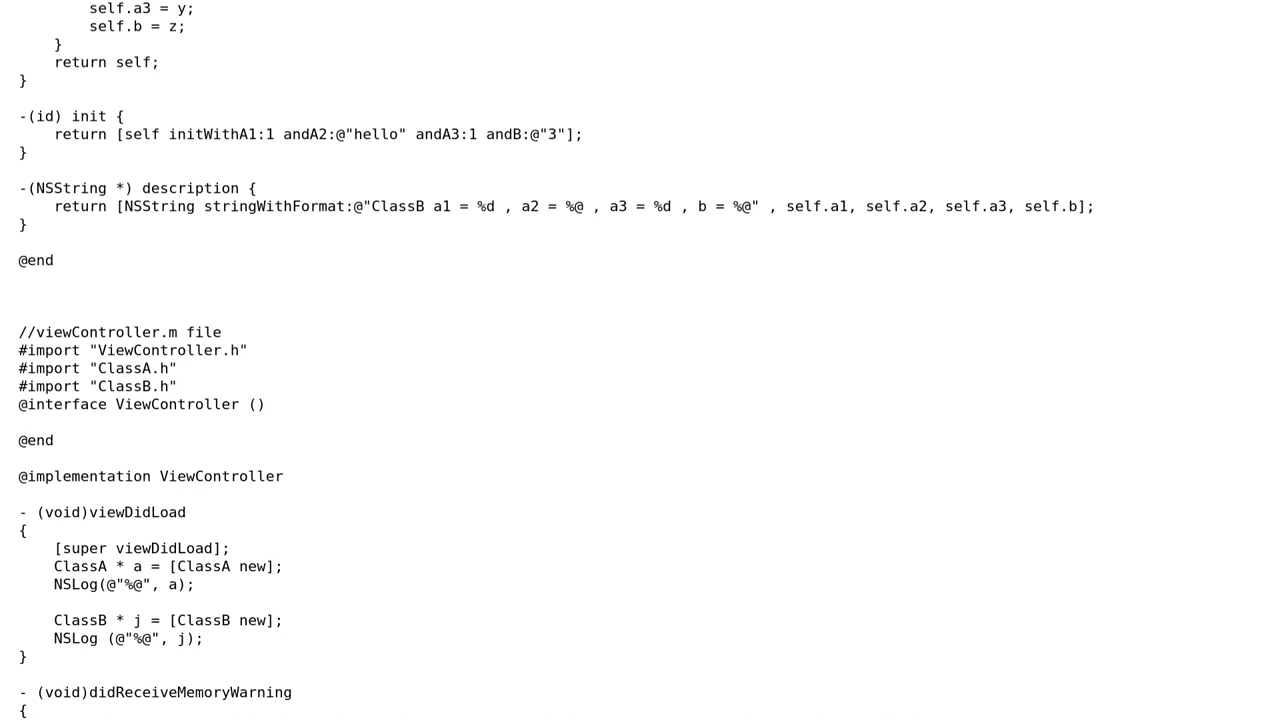 self.a3 = y;
self.b = z;
}
return self;
}
-(id) init {
return [self initWithA1:1 andA2:@"hello" andA3:1 andB:@"3"];
}
-(NSString *) description {
return [NSString stringWithFormat:@"ClassB a1 = %d , a2 = %@ , a3 = %d , b = %@" , self.a1, self.a2, self.a3, self.b];
}
@end
//viewController.m file
#import "ViewController.h"
#import "ClassA.h"
#import "ClassB.h"
@interface ViewController ()
@end
@implementation ViewController
- (void)viewDidLoad
{
[super viewDidLoad];
ClassA * a = [ClassA new];
NSLog(@"%@", a);
ClassB * j = [ClassB new];
NSLog (@"%@", j);
}
- (void)didReceiveMemoryWarning
{